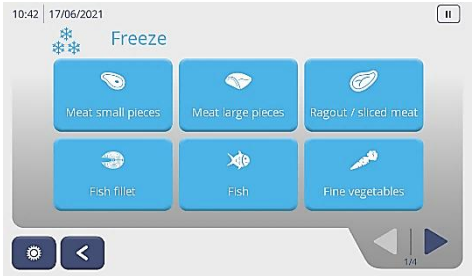 10:42 17/06/2021
Freeze
Meat small pieces
Meat large pieces
Ragout / sliced meat
Fish fillet
Fish
Fine vegetables
1/4